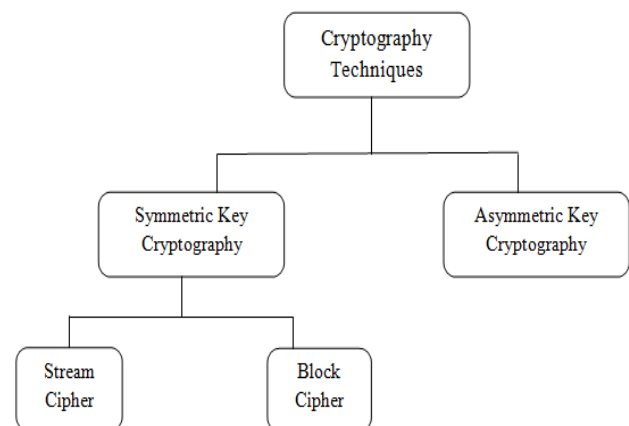 Cryptography
Techniques
Symmetric Key
Cryptography
Asymmetric Key
Cryptography
Stream
Cipher
Block
Cipher